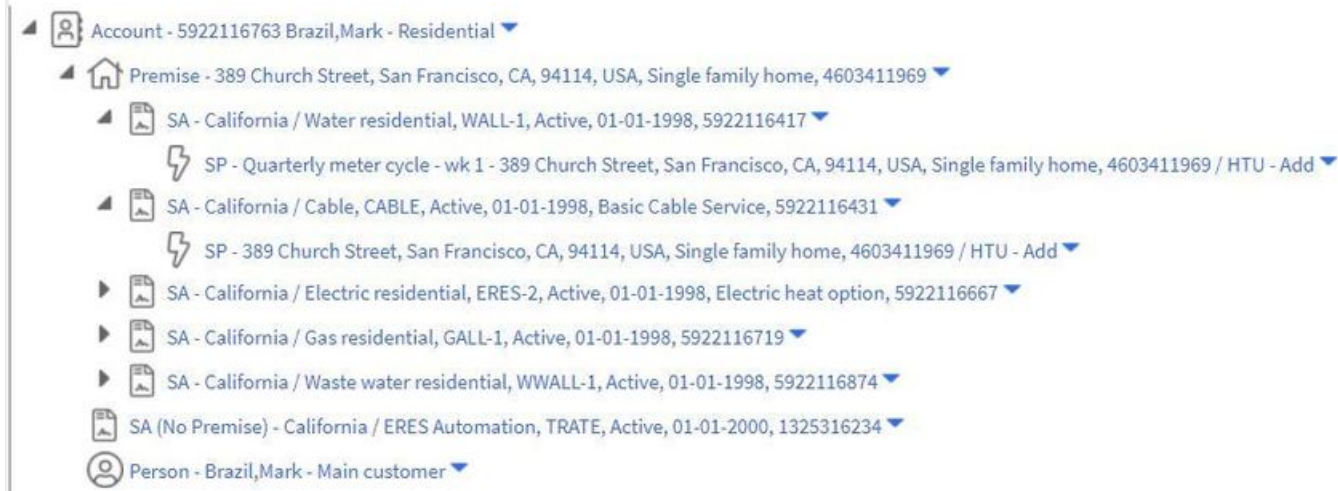 Account - 5922116763 Brazil,Mark - Residential
Premise - 389 Church Street, San Francisco, CA, 94114, USA, Single family home, 4603411969
SA - California / Water residential, WALL-1, Active, 01-01-1998, 5922116417
SP - Quarterly meter cycle - wk 1 - 389 Church Street, San Francisco, CA, 94114, USA, Single family home, 4603411969 / HTU - Add
SA - California / Cable, CABLE, Active, 01-01-1998, Basic Cable Service, 5922116431
SP - 389 Church Street, San Francisco, CA, 94114, USA, Single family home, 4603411969 / HTU - Add
SA - California / Electric residential, ERES-2, Active, 01-01-1998, Electric heat option, 5922116667
SA - California / Gas residential, GALL-1, Active, 01-01-1998, 5922116719
SA - California / Waste water residential, WWALL-1, Active, 01-01-1998, 5922116874
SA (No Premise) - California / ERES Automation, TRATE, Active, 01-01-2000, 1325316234
Person - Brazil,Mark - Main customer